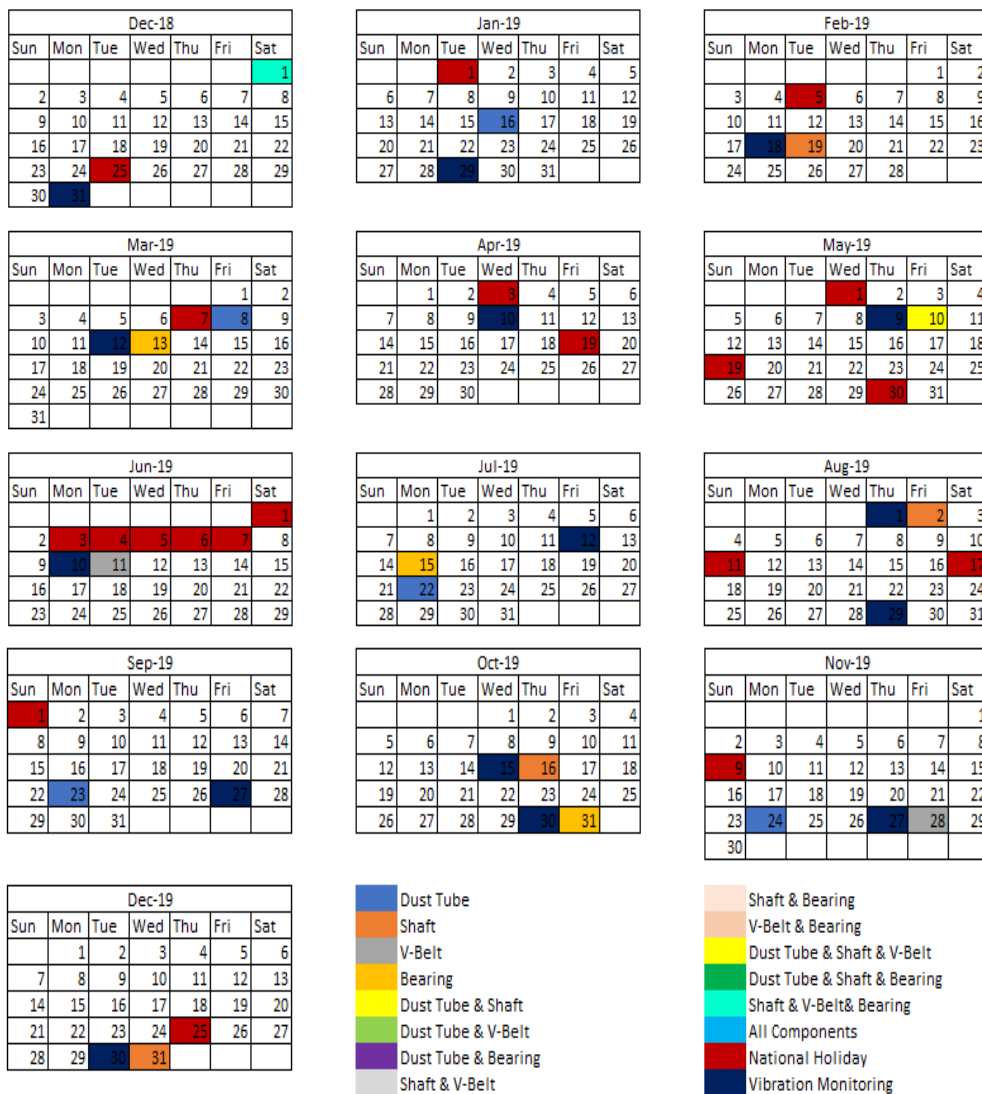 Dec-18
Sun Mon Tue Wed Thu Fri Sat
1
2 3 4 5 6 7 8
9 10 11 12 13 14 15
16 17 18 19 20 21 22
23 24 25 26 27 28 29
30 31
Jan-19
Sun Mon Tue Wed Thu Fri Sat
1 2 3 4 5
6 7 8 9 10 11 12
13 14 15 16 17 18 19
20 21 22 23 24 25 26
27 28 29 30 31
Feb-19
Sun Mon Tue Wed Thu Fri Sat
1 2
3 4 5 6 7 8 9
10 11 12 13 14 15 16
17 18 19 20 21 22 23
24 25 26 27 28
Mar-19
Sun Mon Tue Wed Thu Fri Sat
1 2
3 4 5 6 7 8 9
10 11 12 13 14 15 16
17 18 19 20 21 22 23
24 25 26 27 28 29 30
31
Apr-19
Sun Mon Tue Wed Thu Fri Sat
1 2 3 4 5 6
7 8 9 10 11 12 13
14 15 16 17 18 19 20
21 22 23 24 25 26 27
28 29 30
May-19
Sun Mon Tue Wed Thu Fri Sat
1 2 3 4
5 6 7 8 9 10 11
12 13 14 15 16 17 18
19 20 21 22 23 24 25
26 27 28 29 30 31
Jun-19
Sun Mon Tue Wed Thu Fri Sat
1
2 3 4 5 6 7 8
9 10 11 12 13 14 15
16 17 18 19 20 21 22
23 24 25 26 27 28 29
Jul-19
Sun Mon Tue Wed Thu Fri Sat
1 2 3 4 5 6
7 8 9 10 11 12 13
14 15 16 17 18 19 20
21 22 23 24 25 26 27
28 29 30 31
Aug-19
Sun Mon Tue Wed Thu Fri Sat
1 2 3
4 5 6 7 8 9 10
11 12 13 14 15 16 17
18 19 20 21 22 23 24
25 26 27 28 29 30 31
Sep-19
Sun Mon Tue Wed Thu Fri Sat
1 2 3 4 5 6 7
8 9 10 11 12 13 14
15 16 17 18 19 20 21
22 23 24 25 26 27 28
29 30 31
Oct-19
Sun Mon Tue Wed Thu Fri Sat
1 2 3 4
5 6 7 8 9 10 11
12 13 14 15 16 17 18
19 20 21 22 23 24 25
26 27 28 29 30 31
Nov-19
Sun Mon Tue Wed Thu Fri Sat
1
2 3 4 5 6 7 8
9 10 11 12 13 14 15
16 17 18 19 20 21 22
23 24 25 26 27 28 29
30
Dec-19
Sun Mon Tue Wed Thu Fri Sat
1 2 3 4 5 6
7 8 9 10 11 12 13
14 15 16 17 18 19 20
21 22 23 24 25 26 27
28 29 30 31
Dust Tube
Shaft
V-Belt
Bearing
Dust Tube & Shaft
Dust Tube & V-Belt
Dust Tube & Bearing
Shaft & V-Belt
Shaft & Bearing
V-Belt & Bearing
Dust Tube & Shaft & V-Belt
Dust Tube & Shaft & Bearing
Shaft & V-Belt& Bearing
All Components
National Holiday
Vibration Monitoring